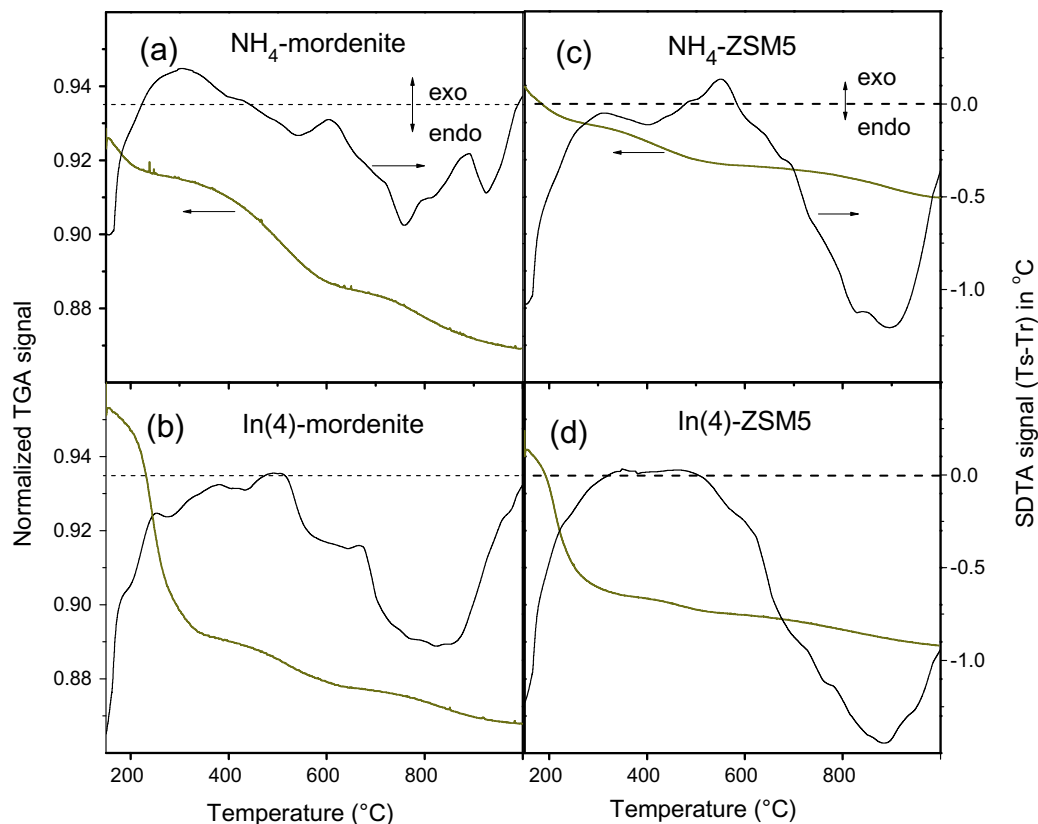 (a)
NH4-mordenite
exo
endo
(c)
NH4-ZSM5
exo
endo
(b)
In(4)-mordenite
(d)
In(4)-ZSM5
0.94
0.92
0.90
0.88
0.94
0.92
0.90
0.88
Normalized TGA signal
0.0
-0.5
-1.0
0.0
-0.5
-1.0
SDTA signal (Ts-Tr) in °C
200 400 600 800
200 400 600 800
Temperature (°C)
Temperature (°C)